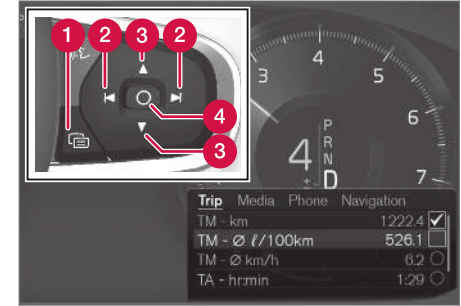 1
2
3
2
4
3
3
4
5
6
7
4
P
R
N
D
+
-
Trip Media Phone Navigation
TM - km 1222.4
TM - Ø ℓ/100km 526.1
TM - Ø km/h 6.2
TA - hr:min 1:29